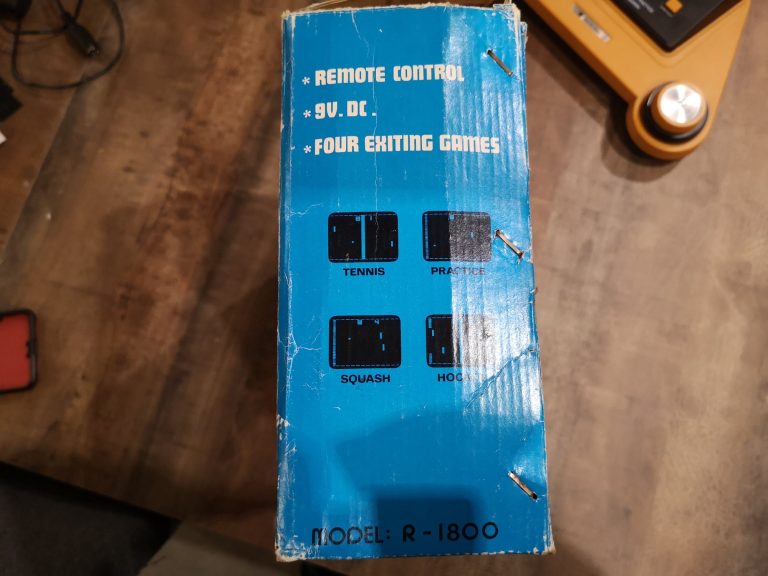 * REMOTE CONTROL
* 9V. DC.
* FOUR EXITING GAMES
TENNIS PRACTICE
SQUASH
MODEL: R-1800